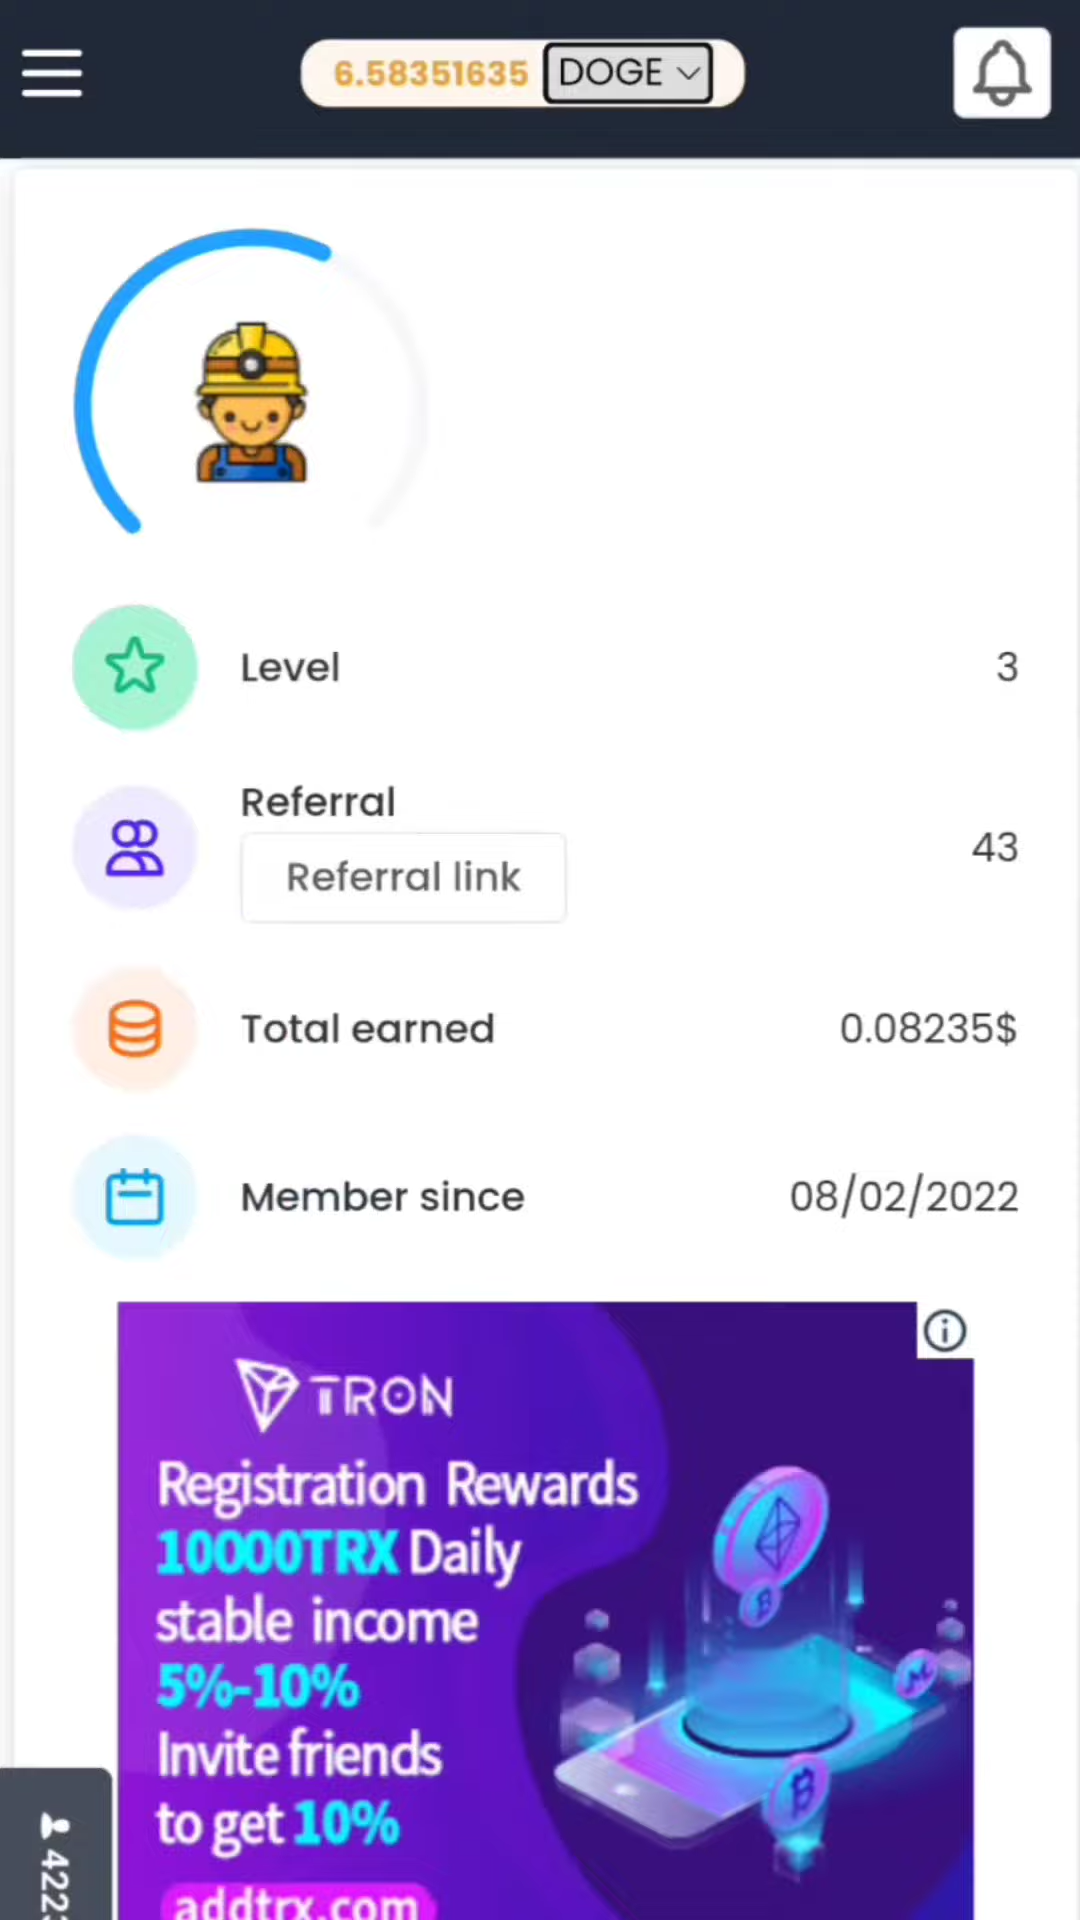 6.58351635 DOGE
Level 3
Referral
Referral link 43
Total earned 0.08235$
Member since 08/02/2022
TRON
Registration Rewards
10000TRX Daily
stable income
5%-10%
Invite friends
to get 10%
addtrx.com